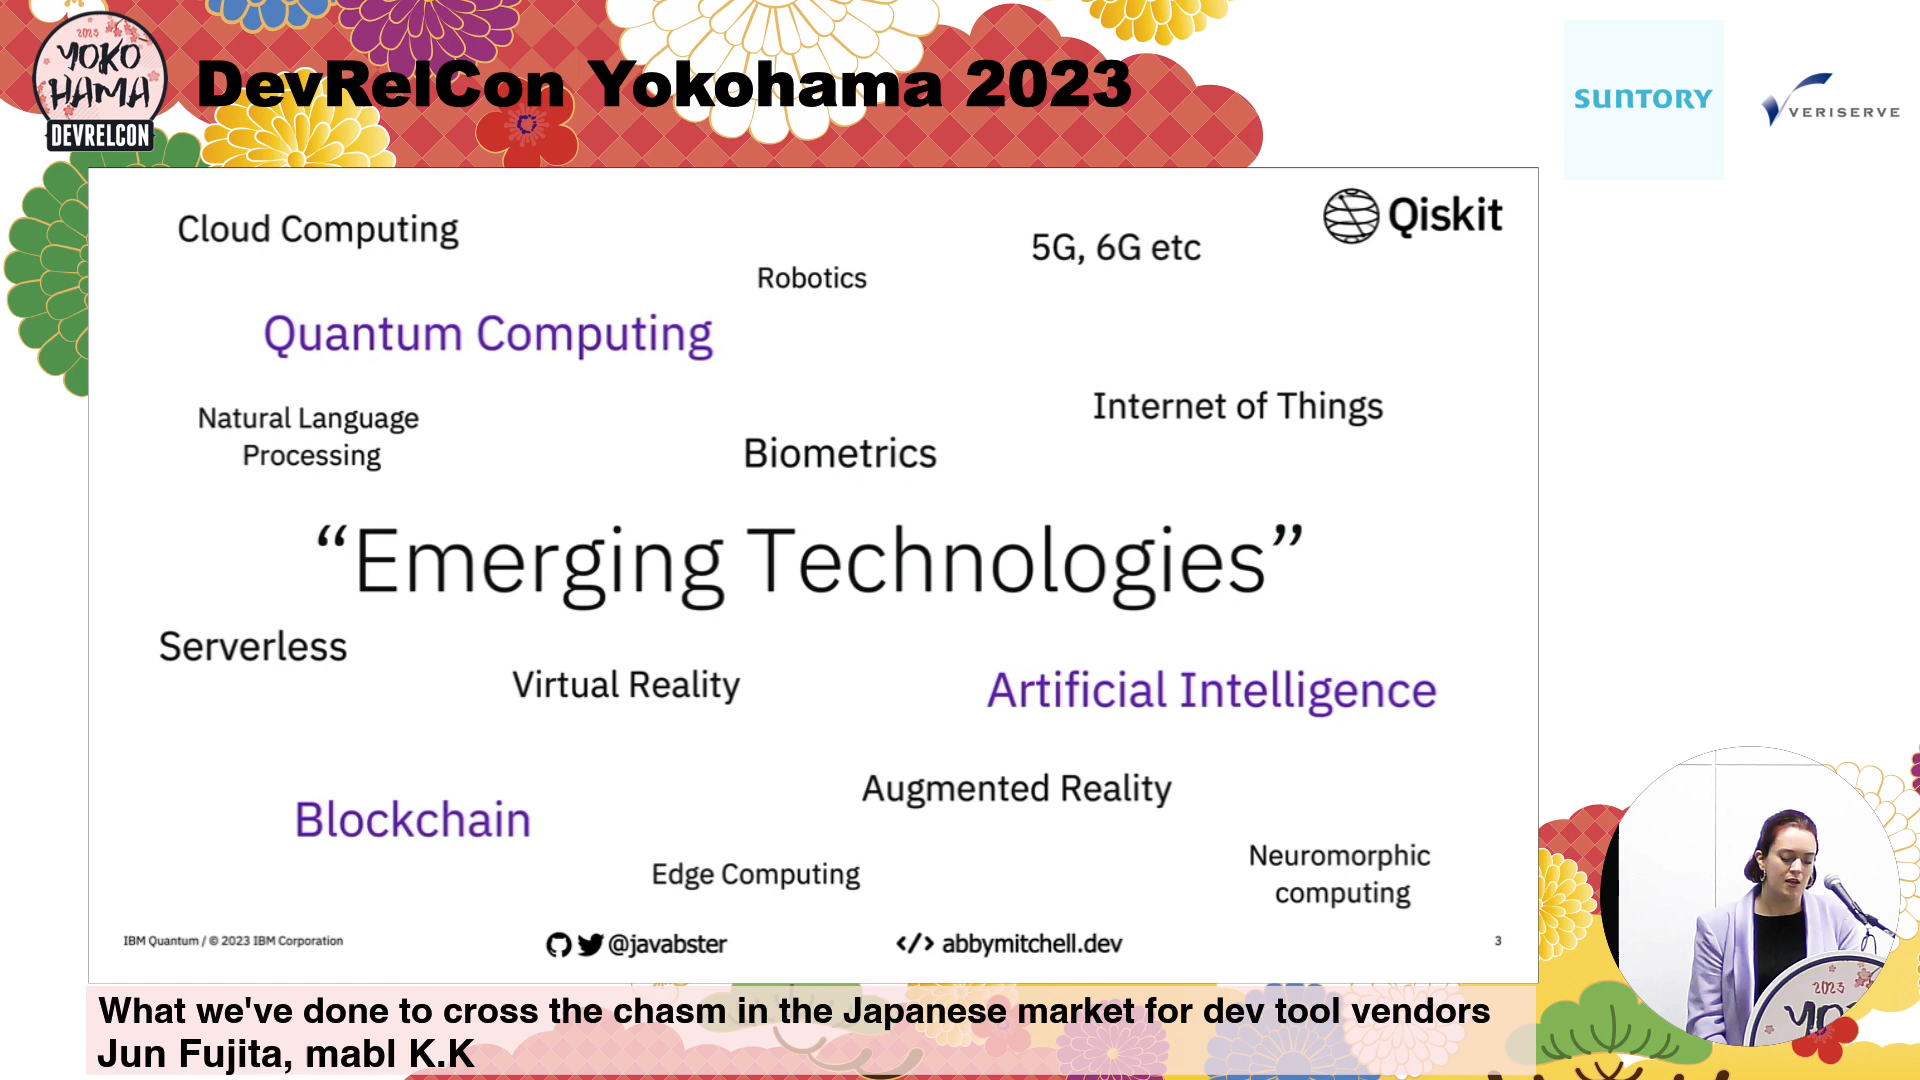 2023
YOKO
HAMA
DEVRELCON
DevRelCon Yokohama 2023
SUNTORY
VERISERVE
Qiskit
Cloud Computing
5G, 6G etc
Robotics
Quantum Computing
Internet of Things
Natural Language
Processing
Biometrics
“Emerging Technologies”
Serverless
Virtual Reality
Artificial Intelligence
Augmented Reality
Blockchain
Edge Computing
Neuromorphic
computing
IBM Quantum / © 2023 IBM Corporation
@javabster
</> abbymitchell.dev
3
2023
YO
What we've done to cross the chasm in the Japanese market for dev tool vendors
Jun Fujita, mabl K.K